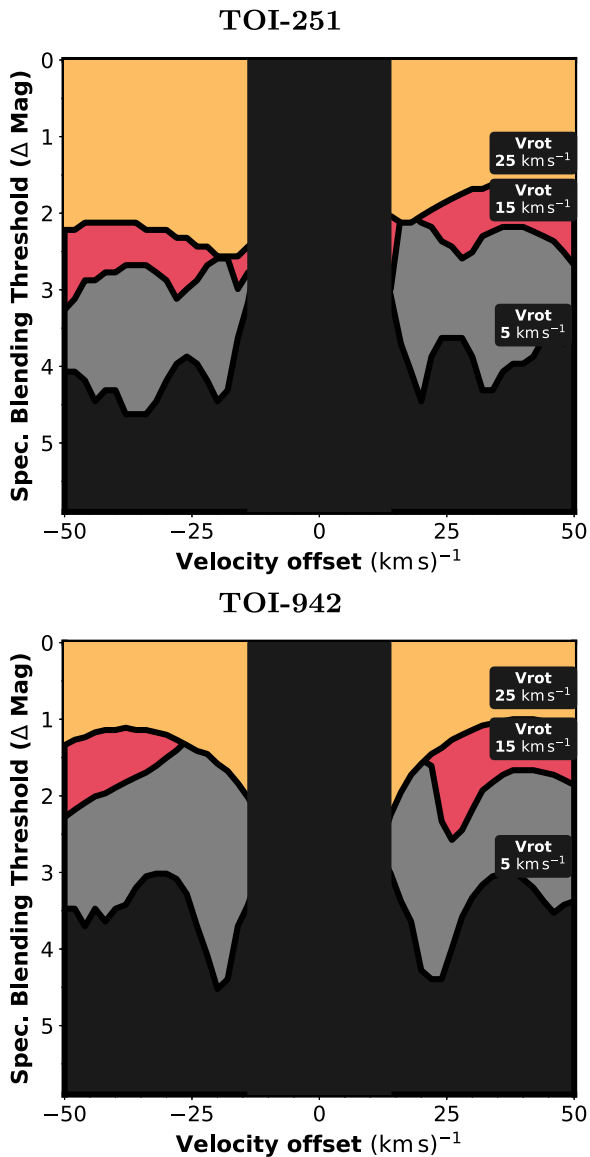 TOI-251
Spec. Blending Threshold (Δ Mag)
0
1
2
3
4
5
Vrot
25 km s⁻¹
Vrot
15 km s⁻¹
Vrot
5 km s⁻¹
−50
−25
0
25
50
Velocity offset (km s)⁻¹
TOI-942
Spec. Blending Threshold (Δ Mag)
0
1
2
3
4
5
Vrot
25 km s⁻¹
Vrot
15 km s⁻¹
Vrot
5 km s⁻¹
−50
−25
0
25
50
Velocity offset (km s)⁻¹